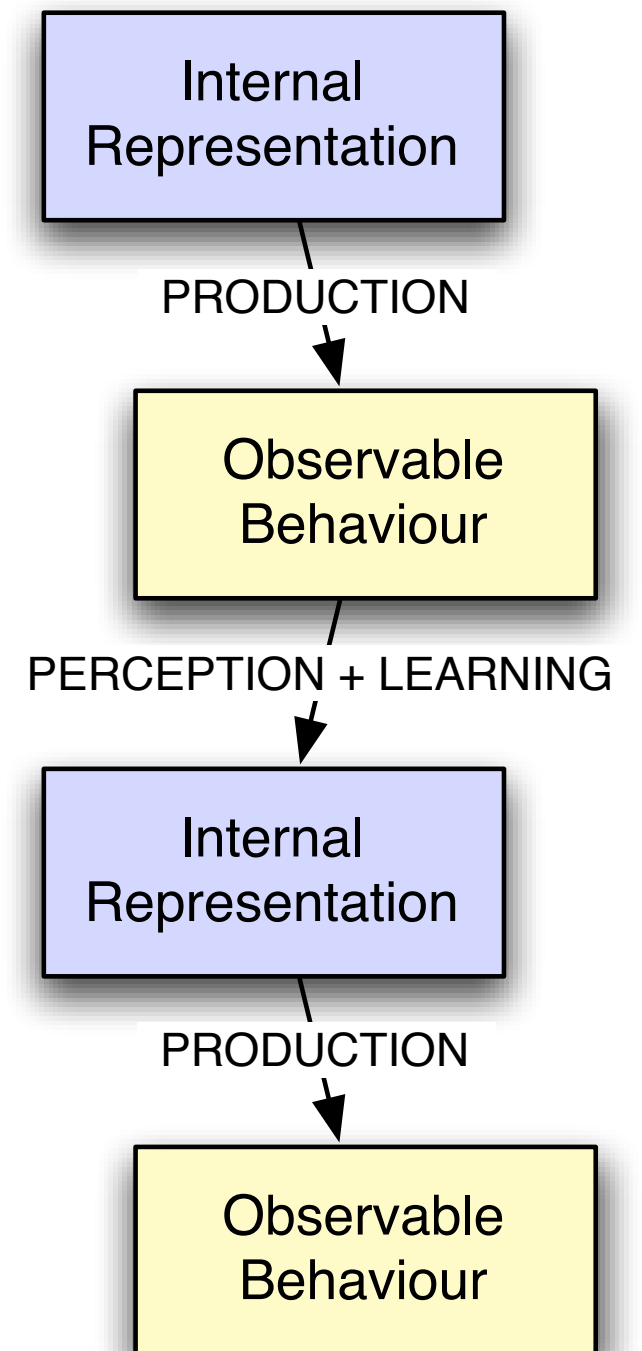 Internal
Representation
PRODUCTION
Observable
Behaviour
PERCEPTION + LEARNING
Internal
Representation
PRODUCTION
Observable
Behaviour